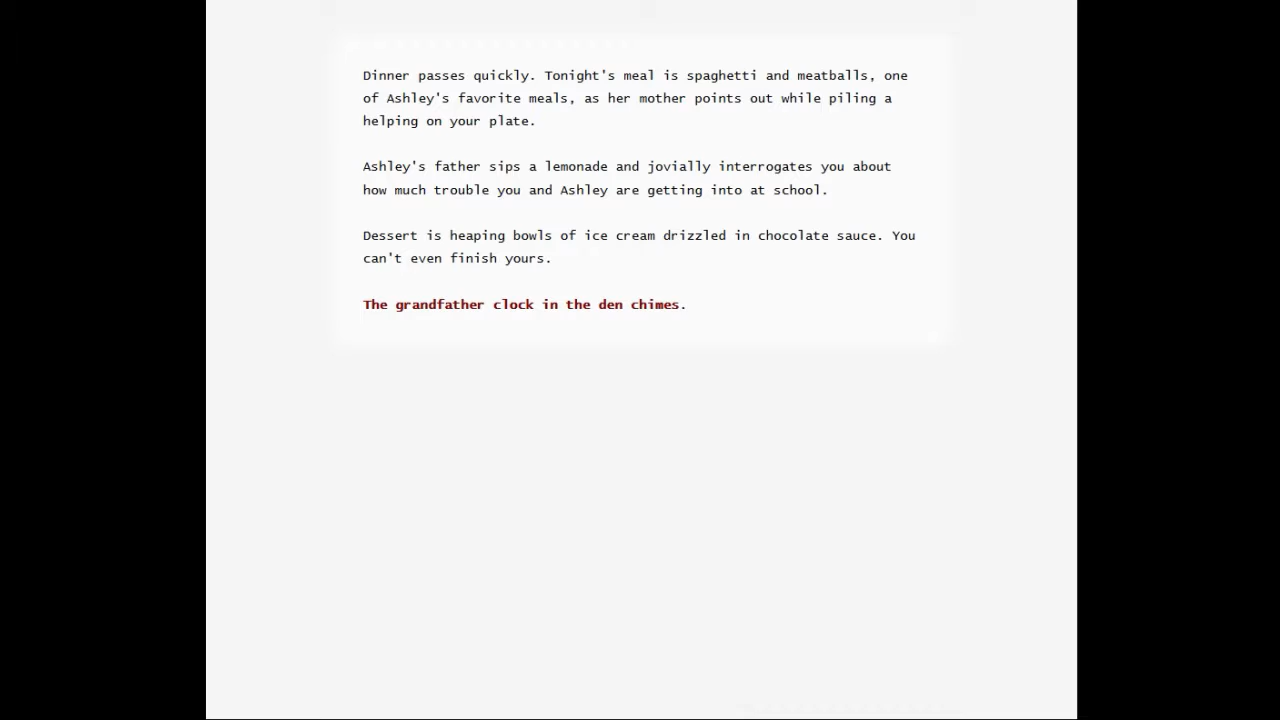 Dinner passes quickly. Tonight's meal is spaghetti and meatballs, one
of Ashley's favorite meals, as her mother points out while piling a
helping on your plate.
Ashley's father sips a lemonade and jovially interrogates you about
how much trouble you and Ashley are getting into at school.
Dessert is heaping bowls of ice cream drizzled in chocolate sauce. You
can't even finish yours.
The grandfather clock in the den chimes.